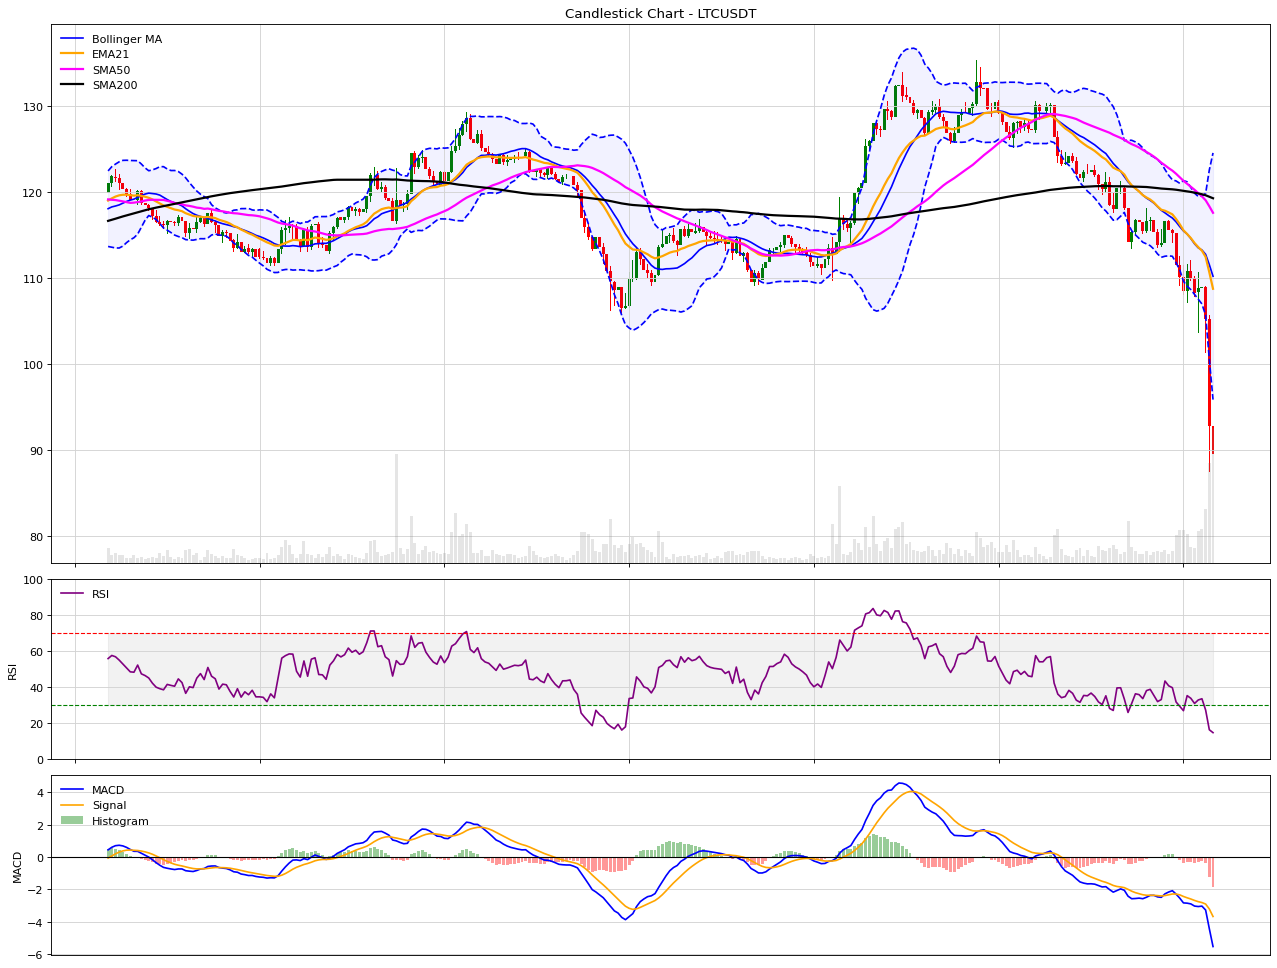 Candlestick Chart - LTCUSDT
Bollinger MA
EMA21
SMA50
SMA200
130
120
110
100
90
80
RSI
100
80
60
40
20
0
RSI
MACD
Signal
Histogram
4
2
0
−2
−4
−6
MACD